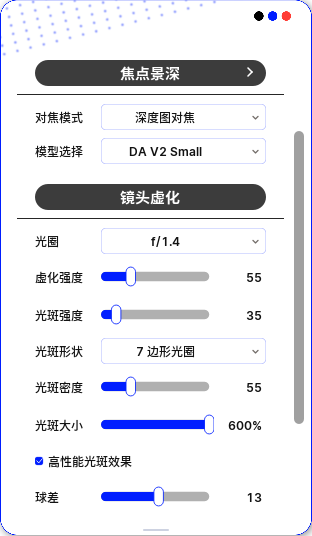 焦点景深
对焦模式 深度图对焦
模型选择 DA V2 Small
镜头虚化
光圈 f/1.4
虚化强度 55
光斑强度 35
光斑形状 7 边形光圈
光斑密度 55
光斑大小 600%
高性能光斑效果
球差 13